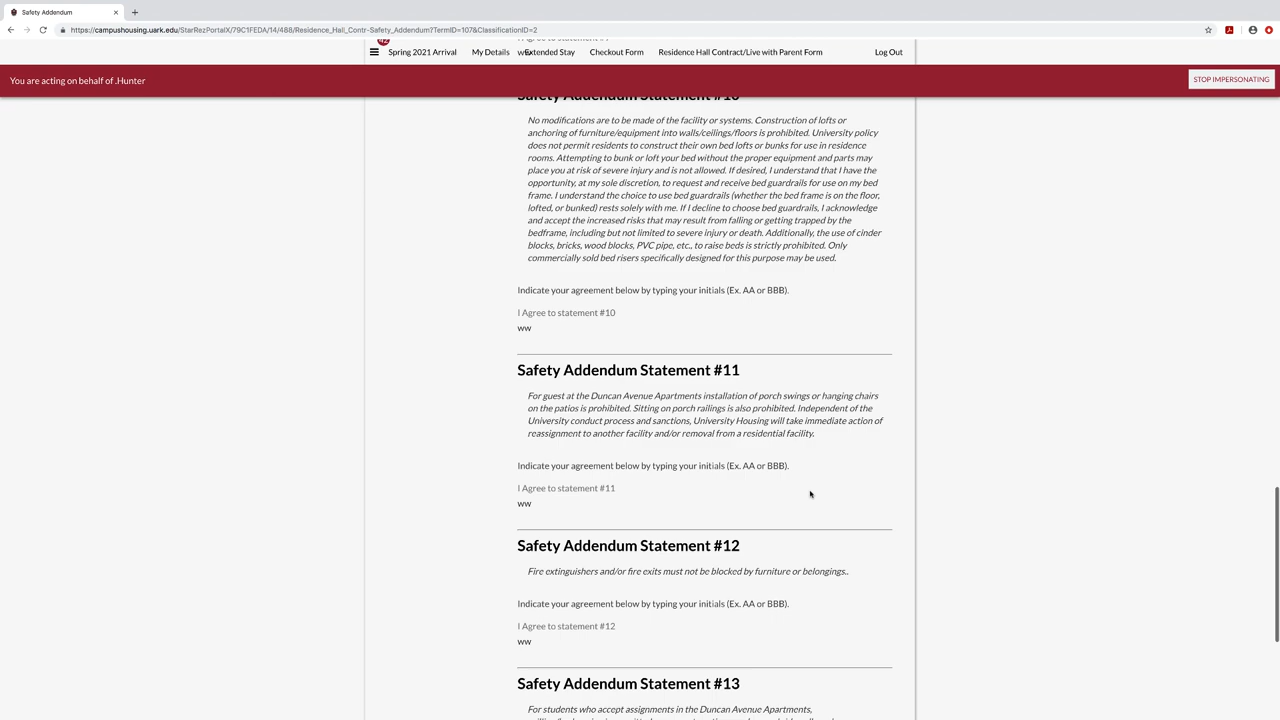 Safety Addendum
https://campushousing.uark.edu/StarRezPortalX/79C1FEDA/14/488/Residence_Hall_Contr-Safety_Addendum?TermID=107&ClassificationID=2
42
Spring 2021 Arrival My Details Extended Stay Checkout Form Residence Hall Contract/Live with Parent Form Log Out
You are acting on behalf of .Hunter STOP IMPERSONATING
Safety Addendum Statement #10
No modifications are to be made of the facility or systems. Construction of lofts or
anchoring of furniture/equipment into walls/ceilings/floors is prohibited. University policy
does not permit residents to construct their own bed lofts or bunks for use in residence
rooms. Attempting to bunk or loft your bed without the proper equipment and parts may
place you at risk of severe injury and is not allowed. If desired, I understand that I have the
opportunity, at my sole discretion, to request and receive bed guardrails for use on my bed
frame. I understand the choice to use bed guardrails (whether the bed frame is on the floor,
lofted, or bunked) rests solely with me. If I decline to choose bed guardrails, I acknowledge
and accept the increased risks that may result from falling or getting trapped by the
bedframe, including but not limited to severe injury or death. Additionally, the use of cinder
blocks, bricks, wood blocks, PVC pipe, etc., to raise beds is strictly prohibited. Only
commercially sold bed risers specifically designed for this purpose may be used.
Indicate your agreement below by typing your initials (Ex. AA or BBB).
I Agree to statement #10
ww
Safety Addendum Statement #11
For guest at the Duncan Avenue Apartments installation of porch swings or hanging chairs
on the patios is prohibited. Sitting on porch railings is also prohibited. Independent of the
University conduct process and sanctions, University Housing will take immediate action of
reassignment to another facility and/or removal from a residential facility.
Indicate your agreement below by typing your initials (Ex. AA or BBB).
I Agree to statement #11
ww
Safety Addendum Statement #12
Fire extinguishers and/or fire exits must not be blocked by furniture or belongings..
Indicate your agreement below by typing your initials (Ex. AA or BBB).
I Agree to statement #12
ww
Safety Addendum Statement #13
For students who accept assignments in the Duncan Avenue Apartments,